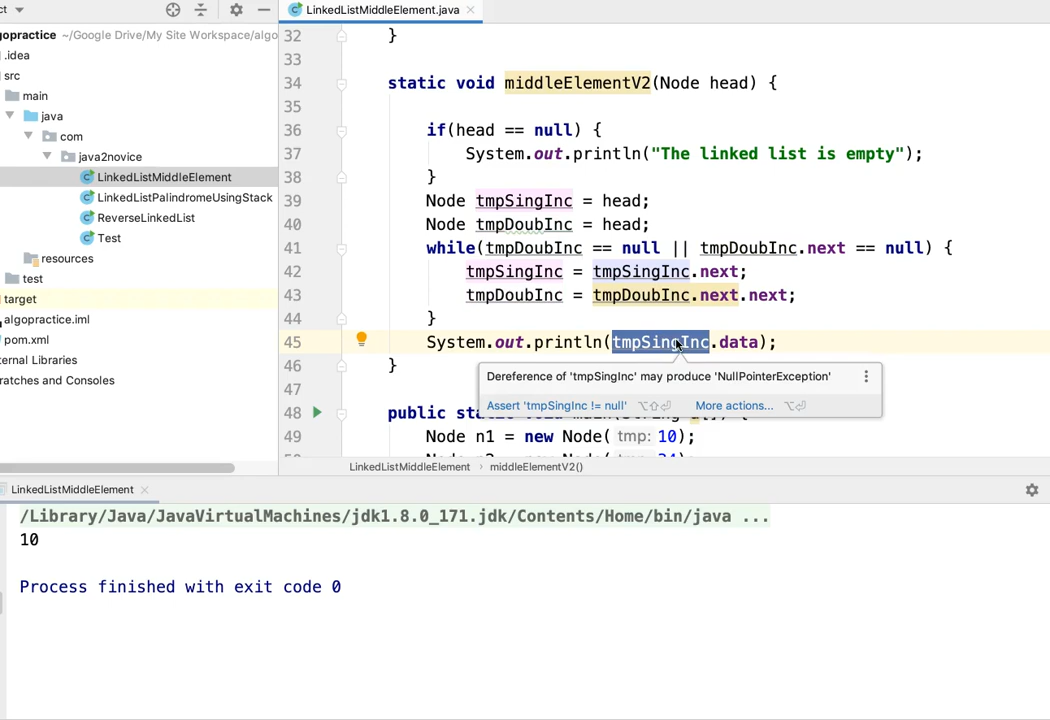 ct
LinkedListMiddleElement.java
gopractice ~/Google Drive/My Site Workspace/algo
.idea
src
main
java
com
java2novice
LinkedListMiddleElement
LinkedListPalindromeUsingStack
ReverseLinkedList
Test
resources
test
target
algopractice.iml
pom.xml
ternal Libraries
ratches and Consoles
32 }
33
34 static void middleElementV2(Node head) {
35
36 if(head == null) {
37 System.out.println("The linked list is empty");
38 }
39 Node tmpSingInc = head;
40 Node tmpDoubInc = head;
41 while(tmpDoubInc == null || tmpDoubInc.next == null) {
42 tmpSingInc = tmpSingInc.next;
43 tmpDoubInc = tmpDoubInc.next.next;
44 }
45 System.out.println(tmpSingInc.data);
46 }
47
Dereference of 'tmpSingInc' may produce 'NullPointerException'
Assert 'tmpSingInc != null' ⌥⇧⏎ More actions... ⌥⏎
48 public st
49 Node n1 = new Node( tmp: 10);
LinkedListMiddleElement › middleElementV2()
LinkedListMiddleElement
/Library/Java/JavaVirtualMachines/jdk1.8.0_171.jdk/Contents/Home/bin/java ...
10
Process finished with exit code 0